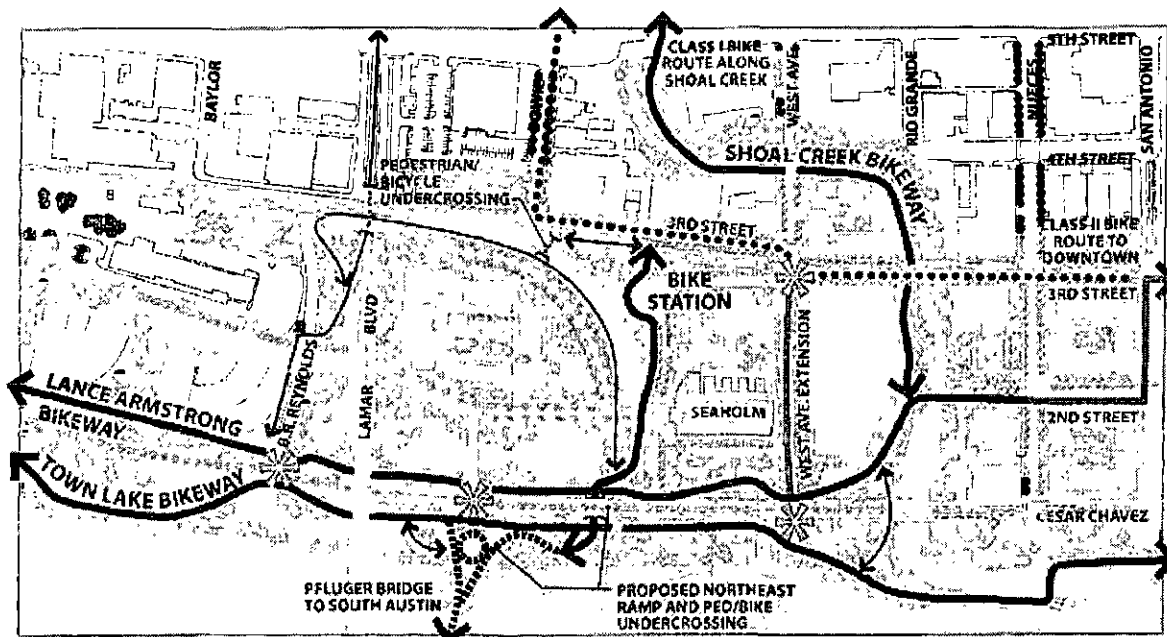 CLASS I BIKE
ROUTE ALONG
SHOAL CREEK
WEST AVE
RIO GRANDE
5TH STREET
NUECES
SAN ANTONIO
BAYLOR
BOWIE
PEDESTRIAN/
BICYCLE
UNDERCROSSING
SHOAL CREEK BIKEWAY
4TH STREET
3RD STREET
CLASS II BIKE
ROUTE TO
DOWNTOWN
BIKE
STATION
3RD STREET
LAMAR BLVD
B.R. REYNOLDS
LANCE ARMSTRONG
BIKEWAY
SEAHOLM
WEST AVE EXTENSION
2ND STREET
TOWN LAKE BIKEWAY
CESAR CHAVEZ
PFLUGER BRIDGE
TO SOUTH AUSTIN
PROPOSED NORTHEAST
RAMP AND PED/BIKE
UNDERCROSSING